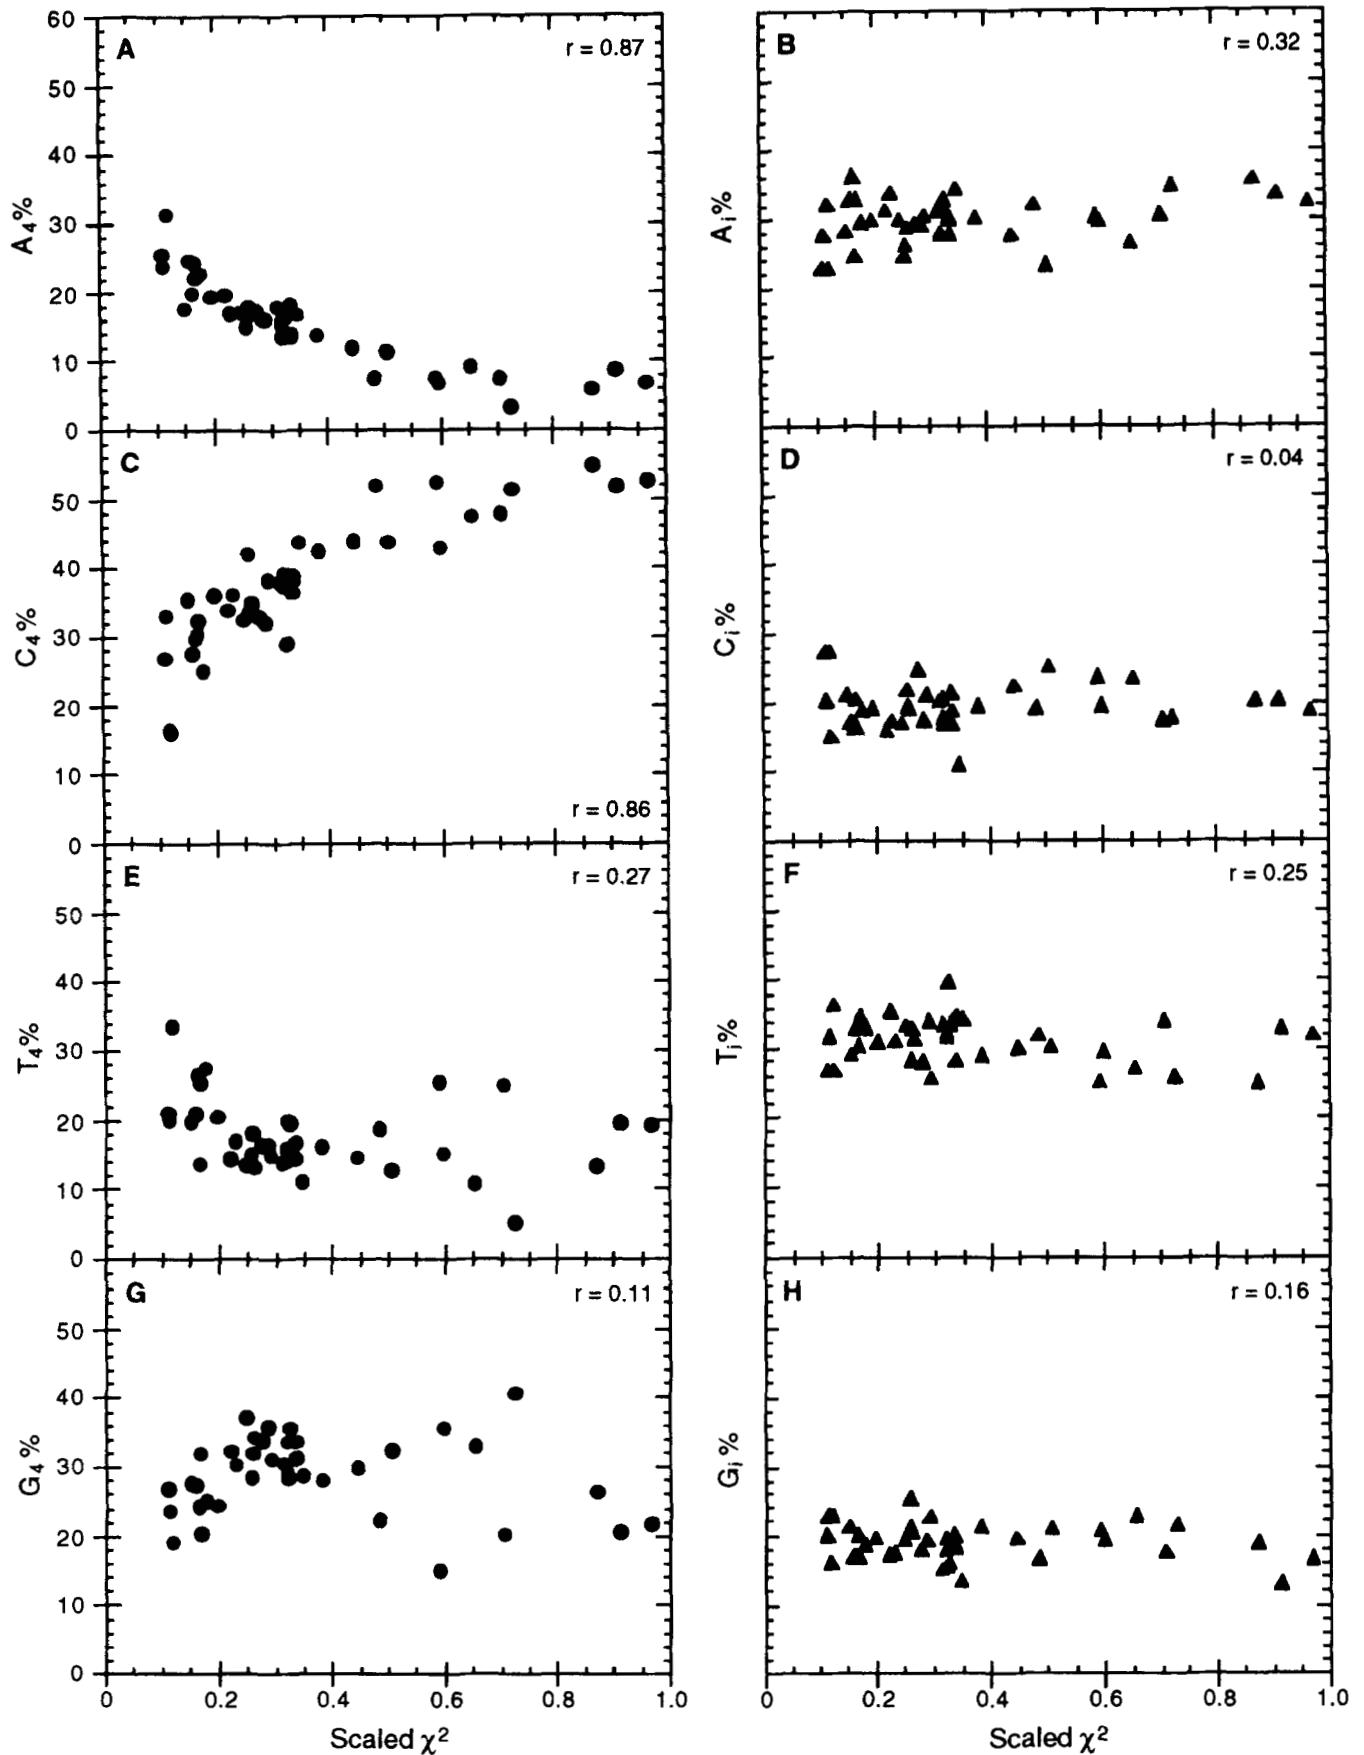 A
r = 0.87
60
50
40
30
20
10
0
A4%
B
r = 0.32
Ai%
C
r = 0.86
50
40
30
20
10
0
C4%
D
r = 0.04
Ci%
E
r = 0.27
50
40
30
20
10
0
T4%
F
r = 0.25
Ti%
G
r = 0.11
50
40
30
20
10
0
G4%
H
r = 0.16
Gi%
0 0.2 0.4 0.6 0.8 1.0
Scaled χ2
0 0.2 0.4 0.6 0.8 1.0
Scaled χ2